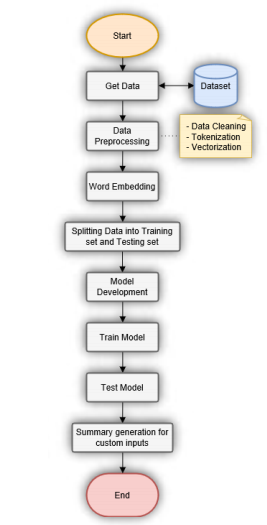 Start
Get Data
Dataset
Data
Preprocessing
- Data Cleaning
- Tokenization
- Vectorization
Word Embedding
Splitting Data into Training
set and Testing set
Model
Development
Train Model
Test Model
Summary generation for
custom inputs
End